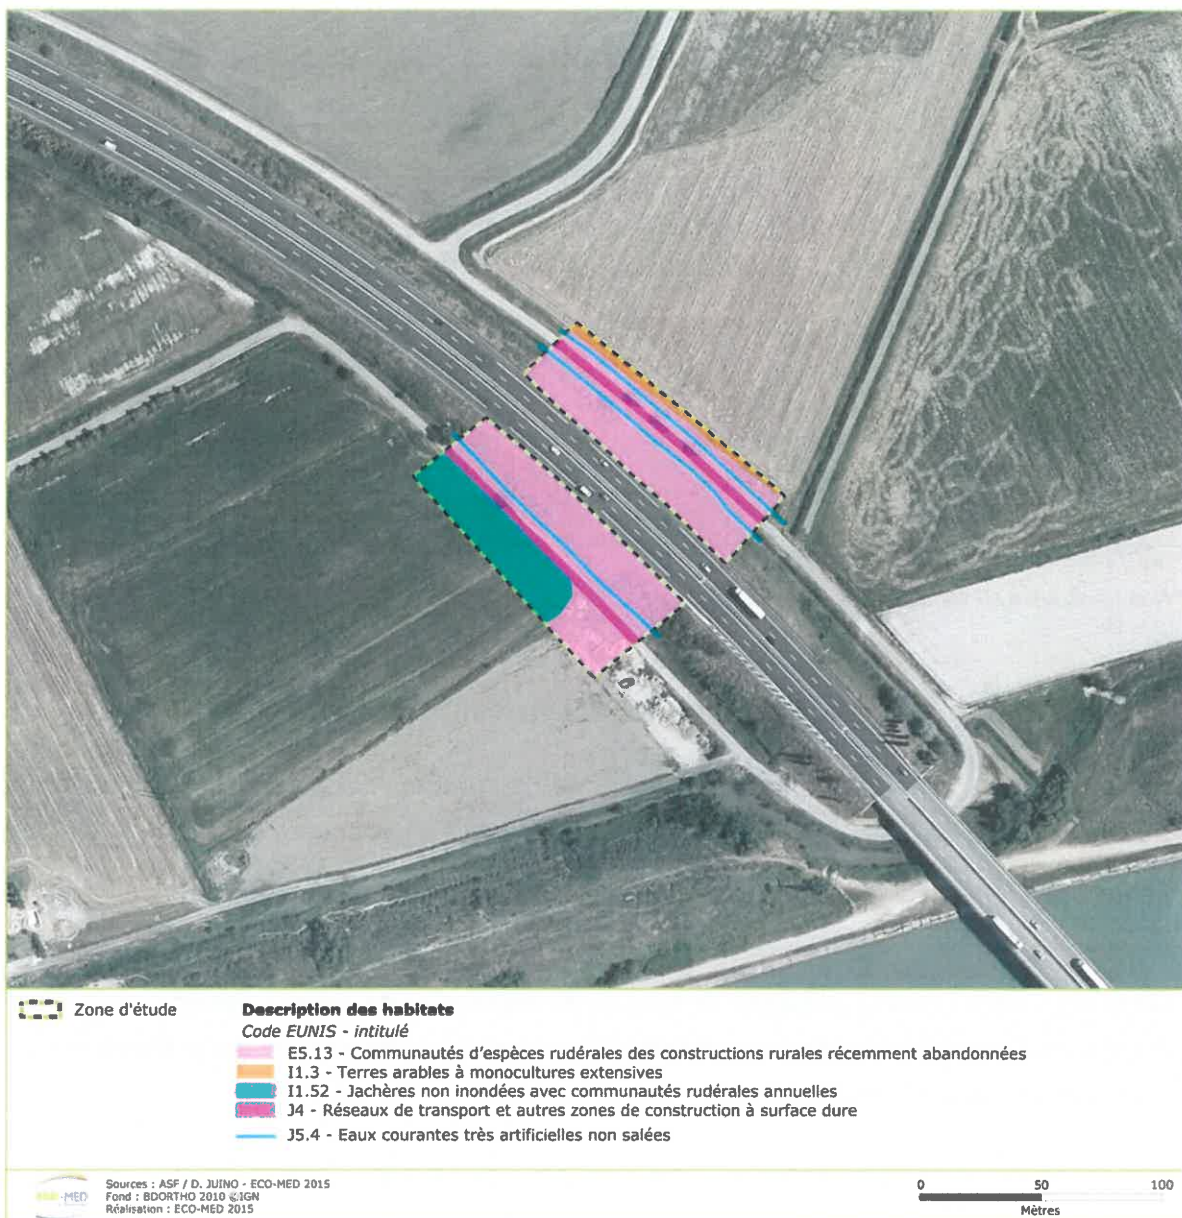 Zone d'étude
Description des habitats
Code EUNIS - intitulé
E5.13 - Communautés d'espèces rudérales des constructions rurales récemment abandonnées
I1.3 - Terres arables à monocultures extensives
I1.52 - Jachères non inondées avec communautés rudérales annuelles
J4 - Réseaux de transport et autres zones de construction à surface dure
J5.4 - Eaux courantes très artificielles non salées
Sources : ASF / D. JUINO - ECO-MED 2015
Fond : BDORTHO 2010 ©IGN
Réalisation : ECO-MED 2015
-MED
0 50 100
Mètres